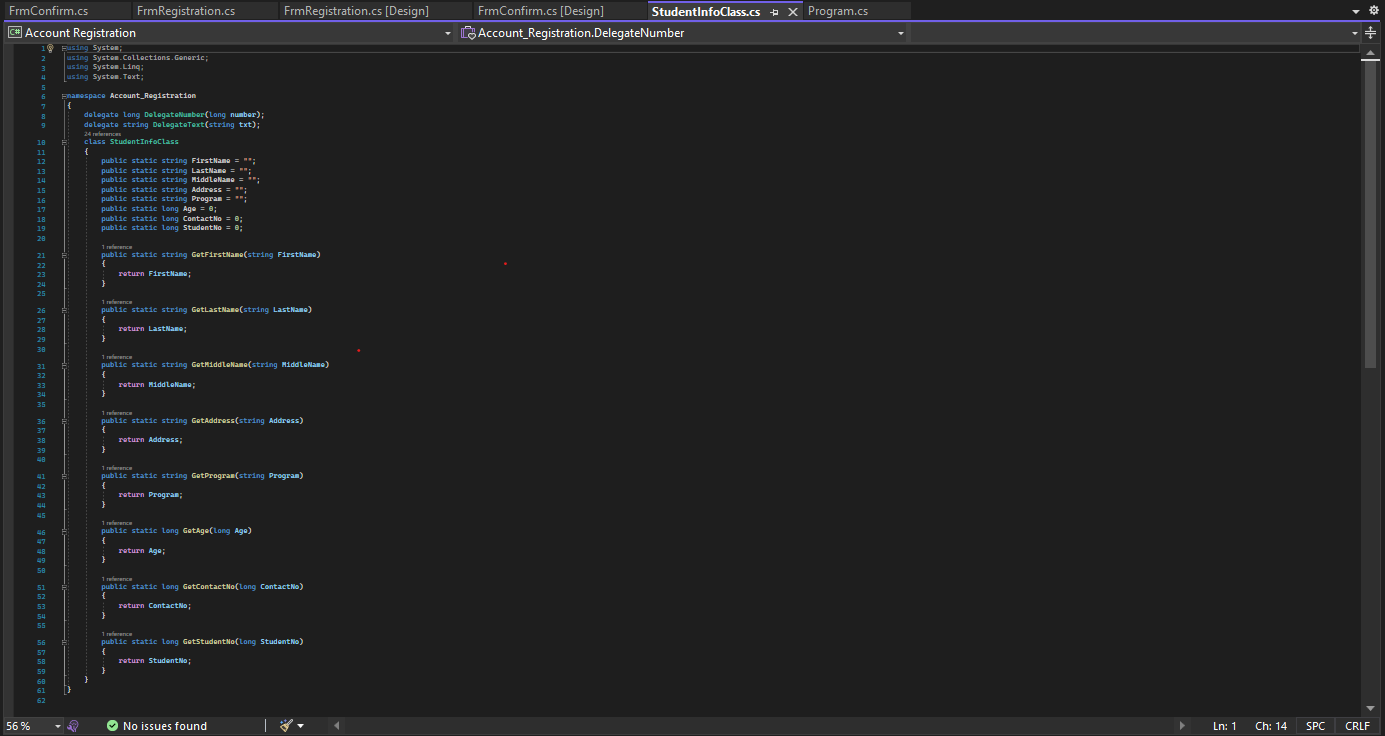 FrmConfirm.cs FrmRegistration.cs FrmRegistration.cs [Design] FrmConfirm.cs [Design] StudentInfoClass.cs Program.cs
C# Account Registration Account_Registration.DelegateNumber
1 using System;
2 using System.Collections.Generic;
3 using System.Linq;
4 using System.Text;
5
6 namespace Account_Registration
7 {
8 delegate long DelegateNumber(long number);
9 delegate string DelegateText(string txt);
24 references
10 class StudentInfoClass
11 {
12 public static string FirstName = "";
13 public static string LastName = "";
14 public static string MiddleName = "";
15 public static string Address = "";
16 public static string Program = "";
17 public static long Age = 0;
18 public static long ContactNo = 0;
19 public static long StudentNo = 0;
20
1 reference
21 public static string GetFirstName(string FirstName)
22 {
23 return FirstName;
24 }
25
1 reference
26 public static string GetLastName(string LastName)
27 {
28 return LastName;
29 }
30
1 reference
31 public static string GetMiddleName(string MiddleName)
32 {
33 return MiddleName;
34 }
35
1 reference
36 public static string GetAddress(string Address)
37 {
38 return Address;
39 }
40
1 reference
41 public static string GetProgram(string Program)
42 {
43 return Program;
44 }
45
1 reference
46 public static long GetAge(long Age)
47 {
48 return Age;
49 }
50
1 reference
51 public static long GetContactNo(long ContactNo)
52 {
53 return ContactNo;
54 }
55
1 reference
56 public static long GetStudentNo(long StudentNo)
57 {
58 return StudentNo;
59 }
60 }
61 }
62
56 % No issues found Ln: 1 Ch: 14 SPC CRLF